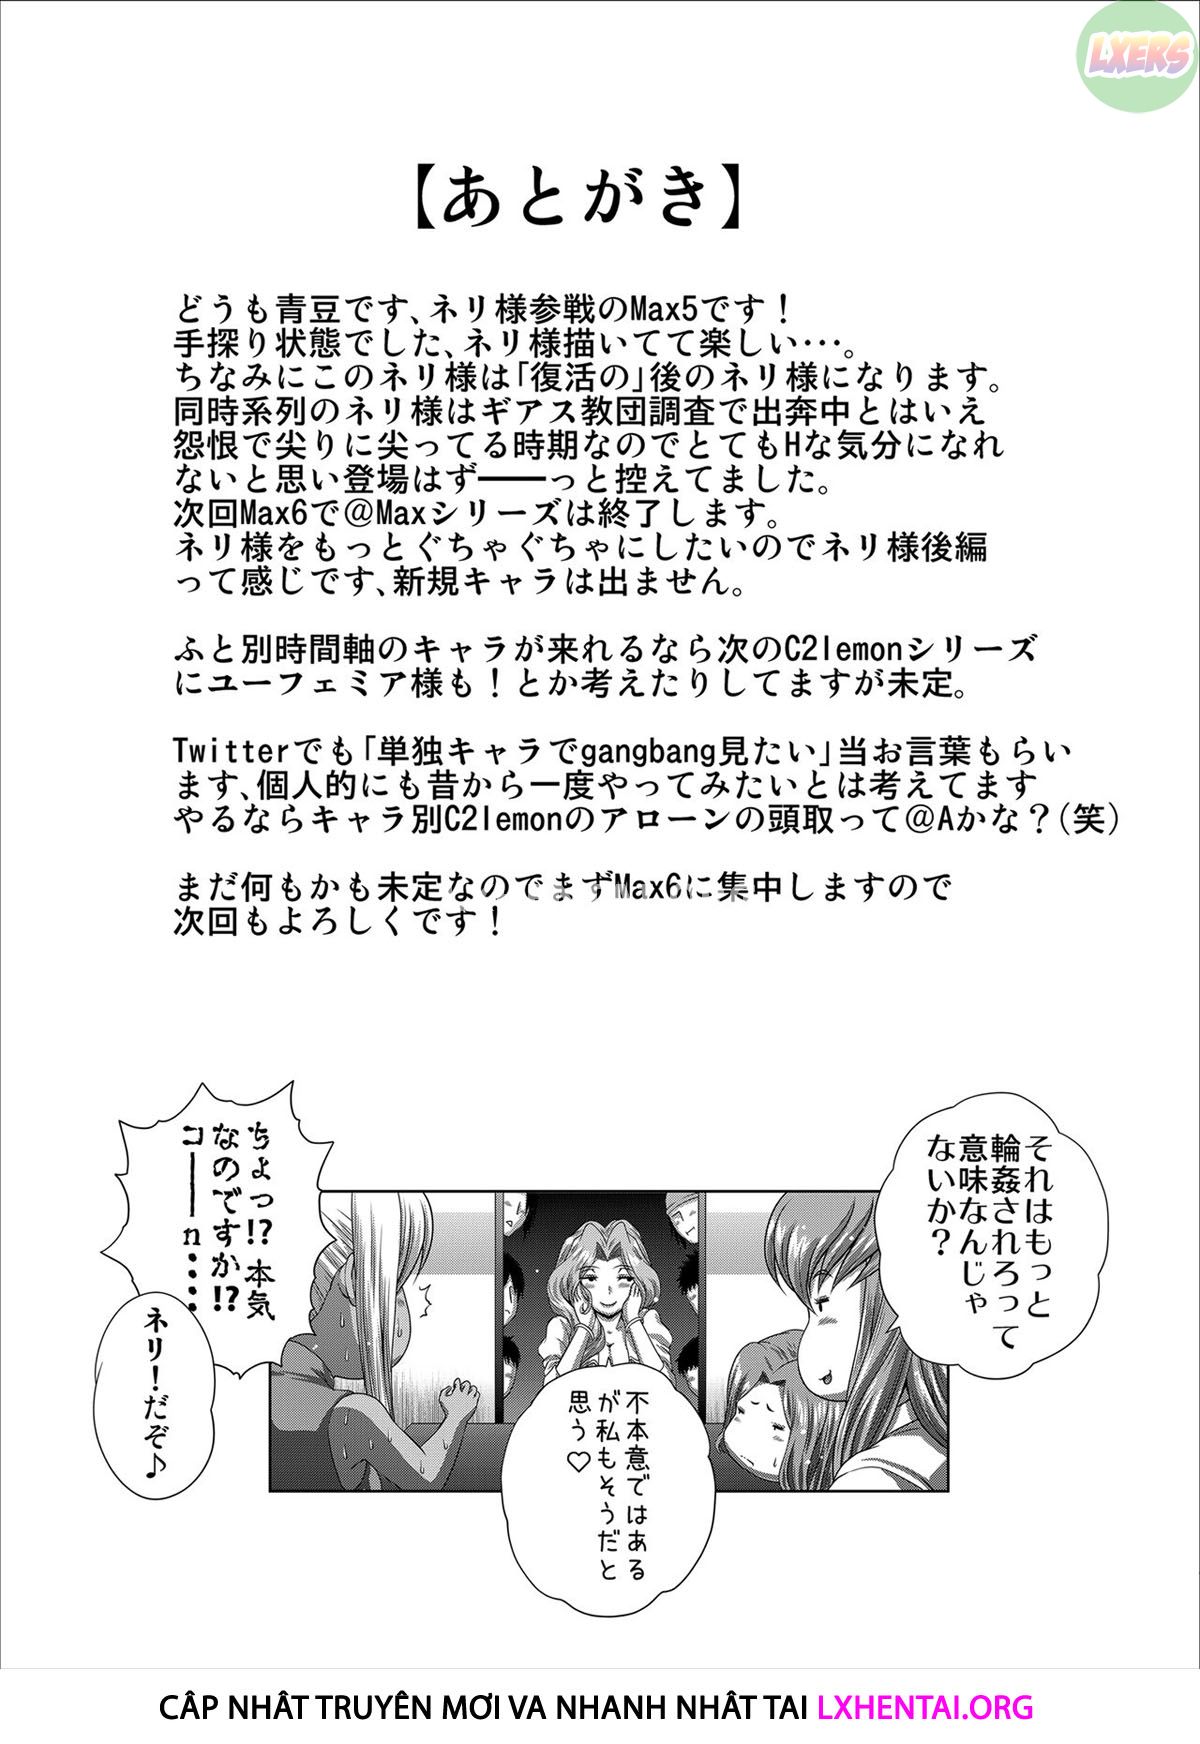 LXERS
【あとがき】
どうも青豆です、ネリ様参戦のMax5です！
手探り状態でした、ネリ様描いてて楽しい･･･。
ちなみにこのネリ様は｢復活の｣後のネリ様になります。
同時系列のネリ様はギアス教団調査で出奔中とはいえ
怨恨で尖りに尖ってる時期なのでとてもHな気分になれ
ないと思い登場はず━━っと控えてました。
次回Max6で＠Maxシリーズは終了します。
ネリ様をもっとぐちゃぐちゃにしたいのでネリ様後編
って感じです、新規キャラは出ません。
ふと別時間軸のキャラが来れるなら次のC2lemonシリーズ
にユーフェミア様も！とか考えたりしてますが未定。
Twitterでも｢単独キャラでgangbang見たい｣当お言葉もらい
ます、個人的にも昔から一度やってみたいとは考えてます
やるならキャラ別C2lemonのアローンの頭取って＠Aかな？(笑)
まだ何もかも未定なのでまずMax6に集中しますので
次回もよろしくです！
それはもっと
輪姦されろって
意味なんじゃ
ないか？
不本意ではある
が私もそうだと
思う♡
ちょっ⁉本気
なのですか⁉
コ━━n：：：
ネリ！だぞ♪
CẬP NHẬT TRUYỆN MỚI VÀ NHANH NHẤT TẠI LXHENTAI.ORG